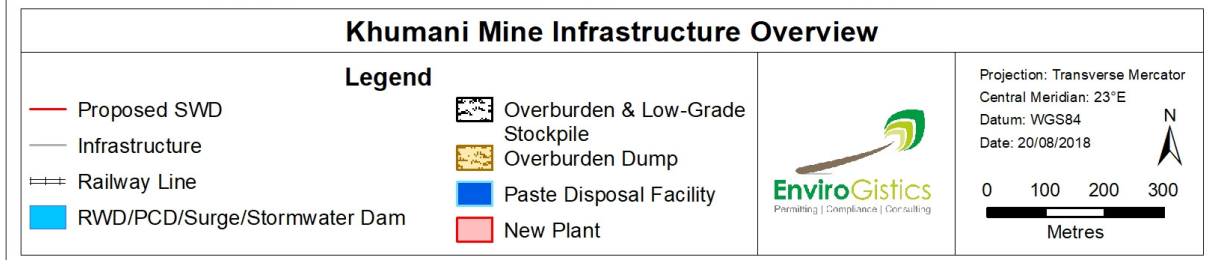 Khumani Mine Infrastructure Overview
Legend
Proposed SWD
Infrastructure
Railway Line
RWD/PCD/Surge/Stormwater Dam
Overburden & Low-Grade
Stockpile
Overburden Dump
Paste Disposal Facility
New Plant
EnviroGistics
Permitting | Compliance | Consulting
Projection: Transverse Mercator
Central Meridian: 23°E
Datum: WGS84
Date: 20/08/2018
N
0 100 200 300
Metres